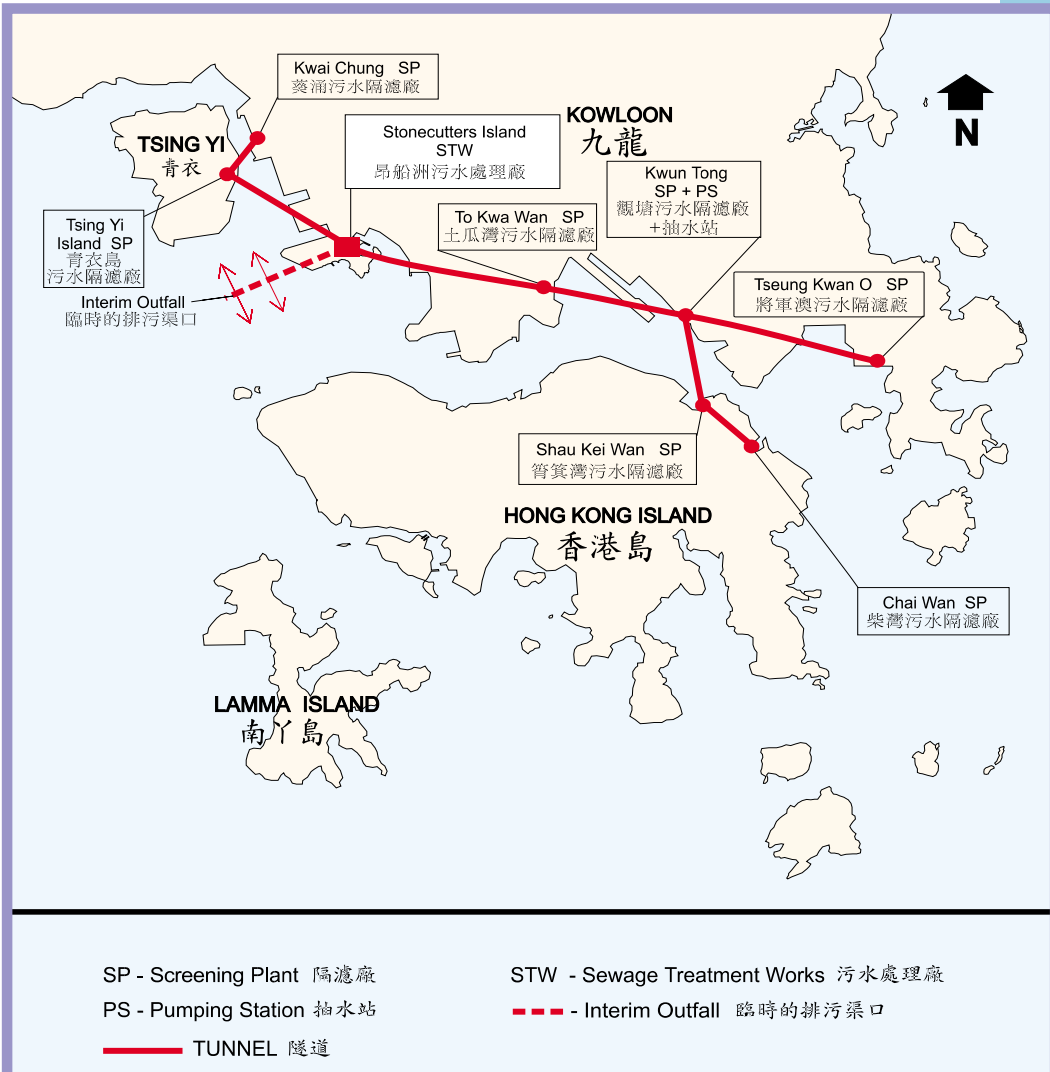 Kwai Chung SP
葵涌污水隔濾廠
KOWLOON
九龍
N
TSING YI
青衣
Stonecutters Island
STW
昂船洲污水處理廠
Kwun Tong
SP + PS
觀塘污水隔濾廠
+抽水站
To Kwa Wan SP
土瓜灣污水隔濾廠
Tsing Yi
Island SP
青衣島
污水隔濾廠
Interim Outfall
臨時的排污渠口
Tseung Kwan O SP
將軍澳污水隔濾廠
Shau Kei Wan SP
筲箕灣污水隔濾廠
HONG KONG ISLAND
香港島
Chai Wan SP
柴灣污水隔濾廠
LAMMA ISLAND
南丫島
SP - Screening Plant 隔濾廠
STW - Sewage Treatment Works 污水處理廠
PS - Pumping Station 抽水站
- Interim Outfall 臨時的排污渠口
TUNNEL 隧道